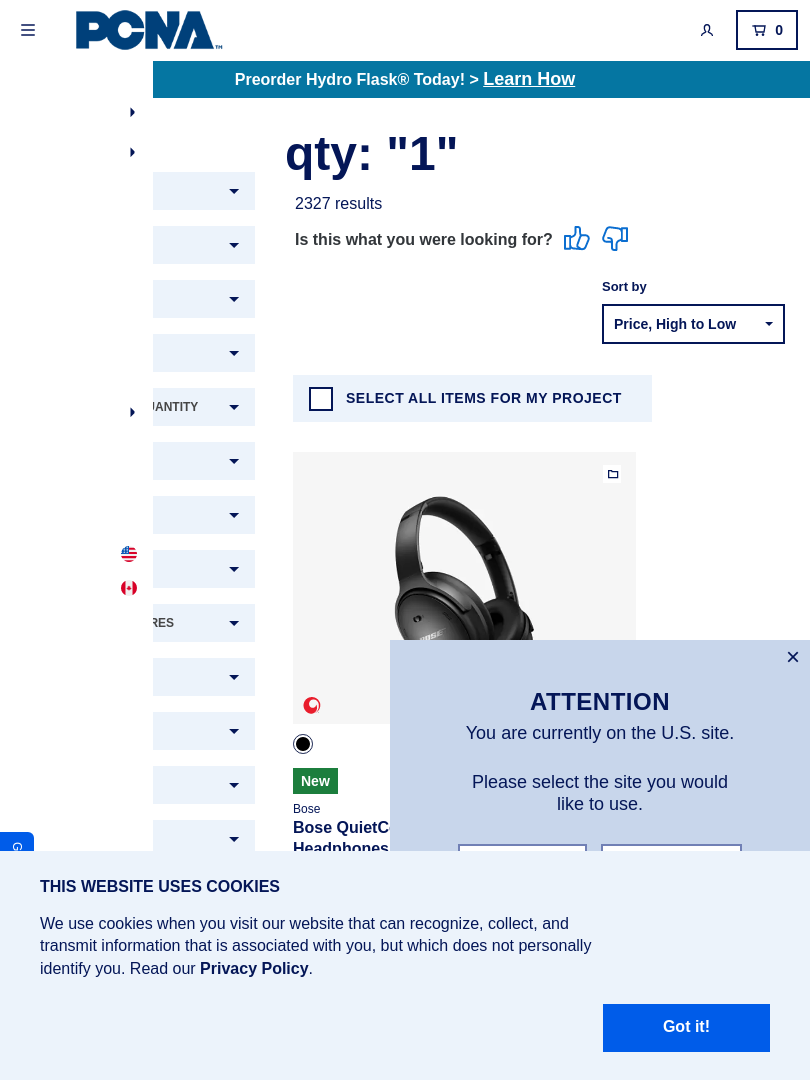 PCNA™
0
Preorder Hydro Flask® Today! > Learn How
qty: "1"
2327 results
Is this what you were looking for?
Sort by
Price, High to Low
SELECT ALL ITEMS FOR MY PROJECT
BOSE
New
Bose
Bose
Headphones
ATTENTION
You are currently on the U.S. site.
Please select the site you would
like to use.
G
THIS WEBSITE USES COOKIES
We use cookies when you visit our website that can recognize, collect, and
transmit information that is associated with you, but which does not personally
identify you. Read our Privacy Policy.
Got it!